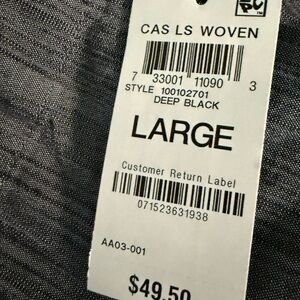 CAS LS WOVEN
7 33001 11090 3
STYLE 100102701
DEEP BLACK
LARGE
Customer Return Label
071523631938
AA03-001
$49.50